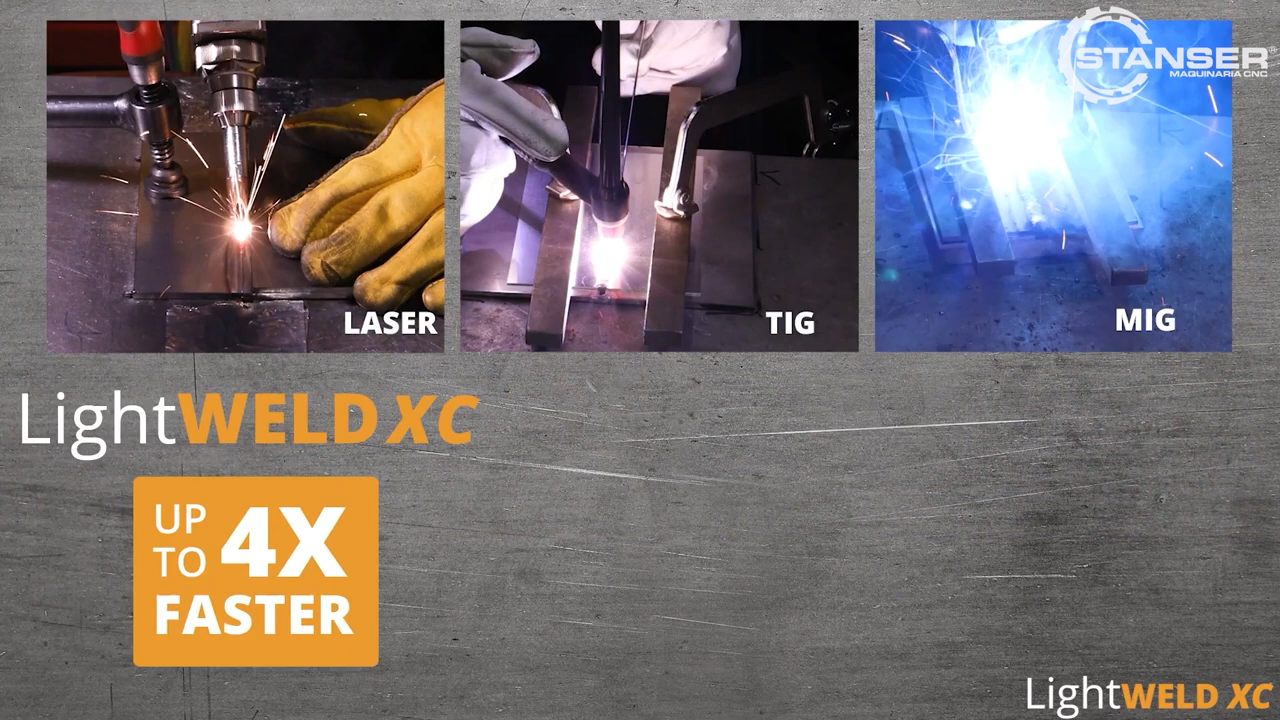 STANSER®
MAQUINARIA CNC
LASER
TIG
MIG
LightWELD XC
UP TO 4X
FASTER
LightWELD XC